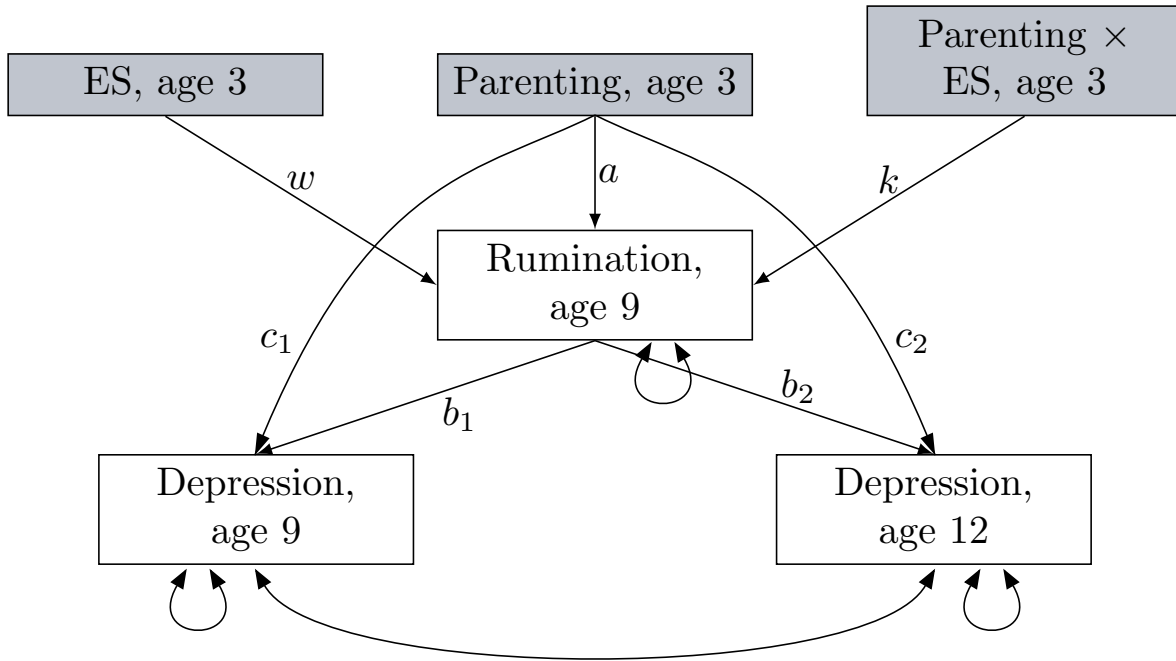 ES, age 3
Parenting, age 3
Parenting ×
ES, age 3
w
a
k
Rumination,
age 9
c₁
c₂
b₁
b₂
Depression,
age 9
Depression,
age 12